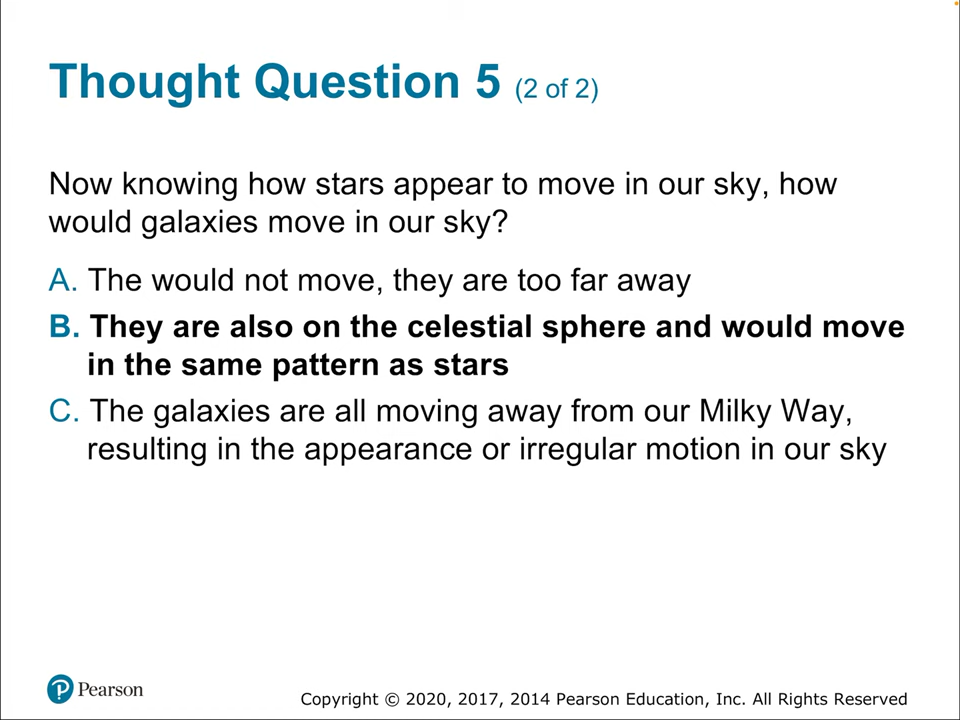 Thought Question 5 (2 of 2)
Now knowing how stars appear to move in our sky, how
would galaxies move in our sky?
A. The would not move, they are too far away
B. They are also on the celestial sphere and would move
in the same pattern as stars
C. The galaxies are all moving away from our Milky Way,
resulting in the appearance or irregular motion in our sky
Pearson
Copyright © 2020, 2017, 2014 Pearson Education, Inc. All Rights Reserved